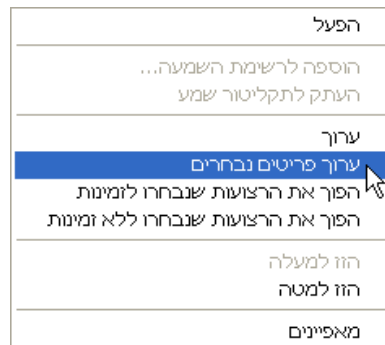 הפעל
הוספה לרשימת השמעה...
העתק לתקליטור שמע
ערוך
ערוך פריטים נבחרים
הפוך את הרצועות שנבחרו לזמינות
הפוך את הרצועות שנבחרו ללא זמינות
הזז למעלה
הזז למטה
מאפיינים